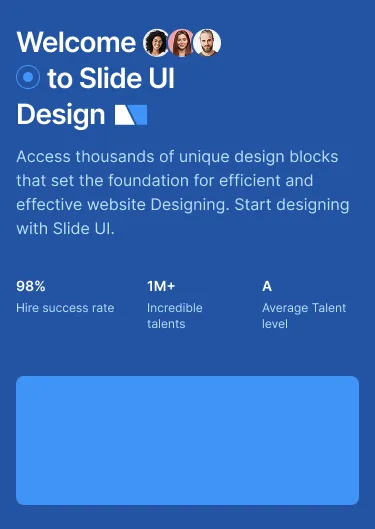 Welcome
to Slide UI
Design
Access thousands of unique design blocks
that set the foundation for efficient and
effective website Designing. Start designing
with Slide UI.
98%
Hire success rate
1M+
Incredible
talents
A
Average Talent
level